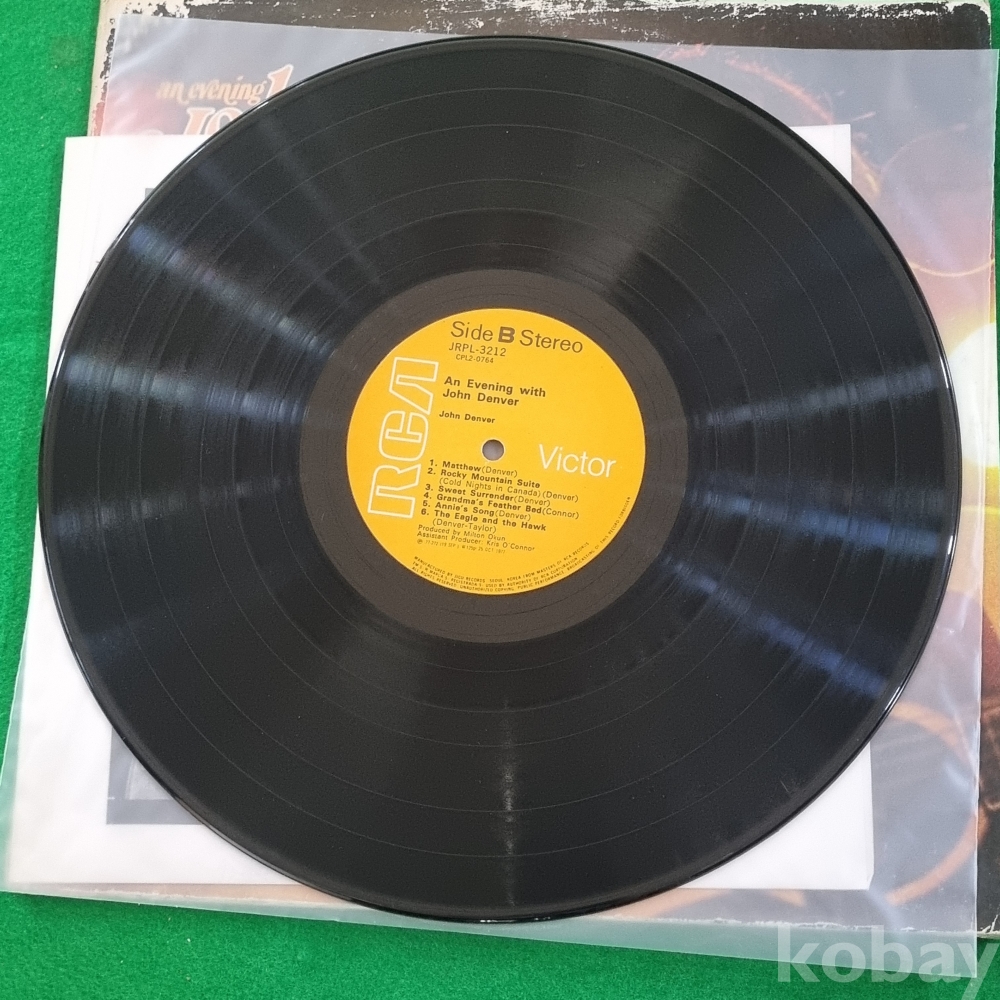 an evening
Side B Stereo
JRPL-3212
CPL2-0764
An Evening with
John Denver
John Denver
RCA
Victor
1. Matthew(Denver)
2. Rocky Mountain Suite
(Cold Nights in Canada)(Denver)
3. Sweet Surrender(Denver)
4. Grandma's Feather Bed(Connor)
5. Annie's Song(Denver)
6. The Eagle and the Hawk
(Denver-Taylor)
Produced by Milton Okun
Assistant Producer: Kris O'Connor
kobay